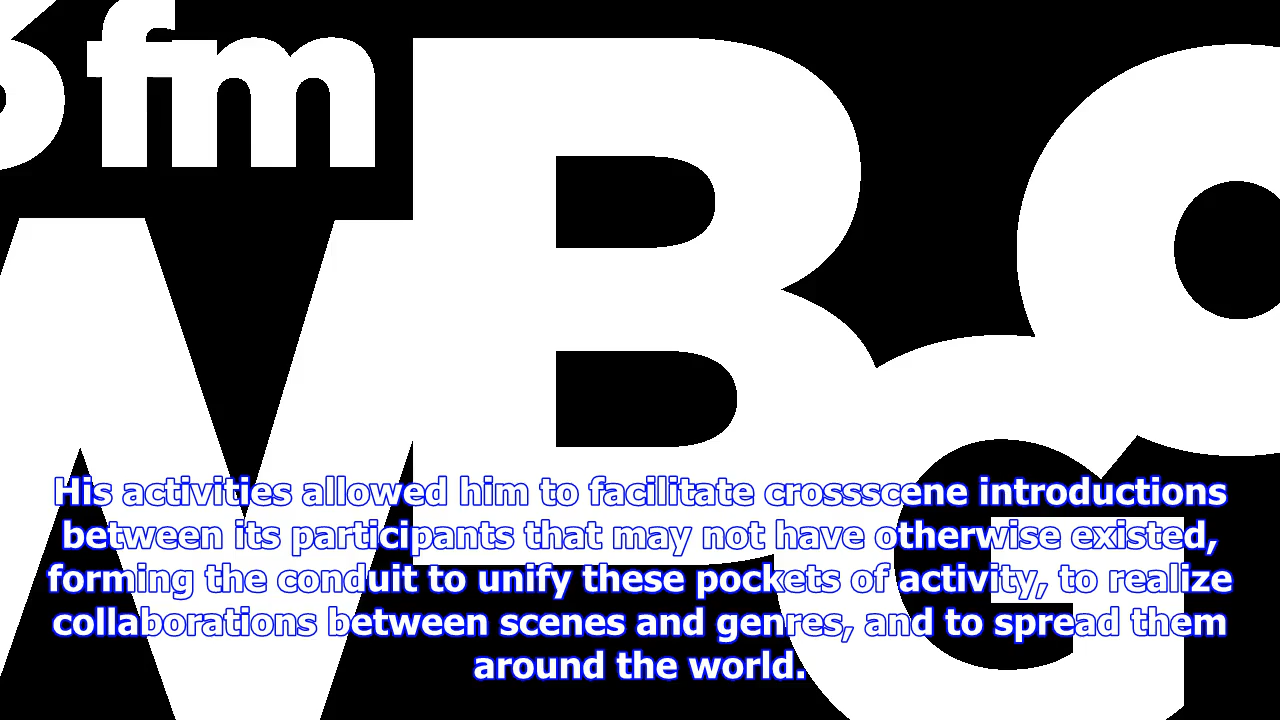 6 fm
W B
G
His activities allowed him to facilitate crossscene introductions
between its participants that may not have otherwise existed,
forming the conduit to unify these pockets of activity, to realize
collaborations between scenes and genres, and to spread them
around the world.